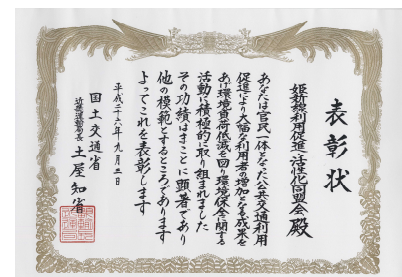 表彰状
姫新線利用促進・活性化同盟会殿
あなたは官民一体となった公共交通利用
促進により大幅な利用者の増加となる成果を
あげ環境負荷低減を図り環境保全に関する
活動に積極的に取り組まれました
その功績はまことに顕著であり
他の模範とするところであります
よってこれを表彰します
平成二十六年九月二日
国土交通省
近畿運輸局長 土屋知省